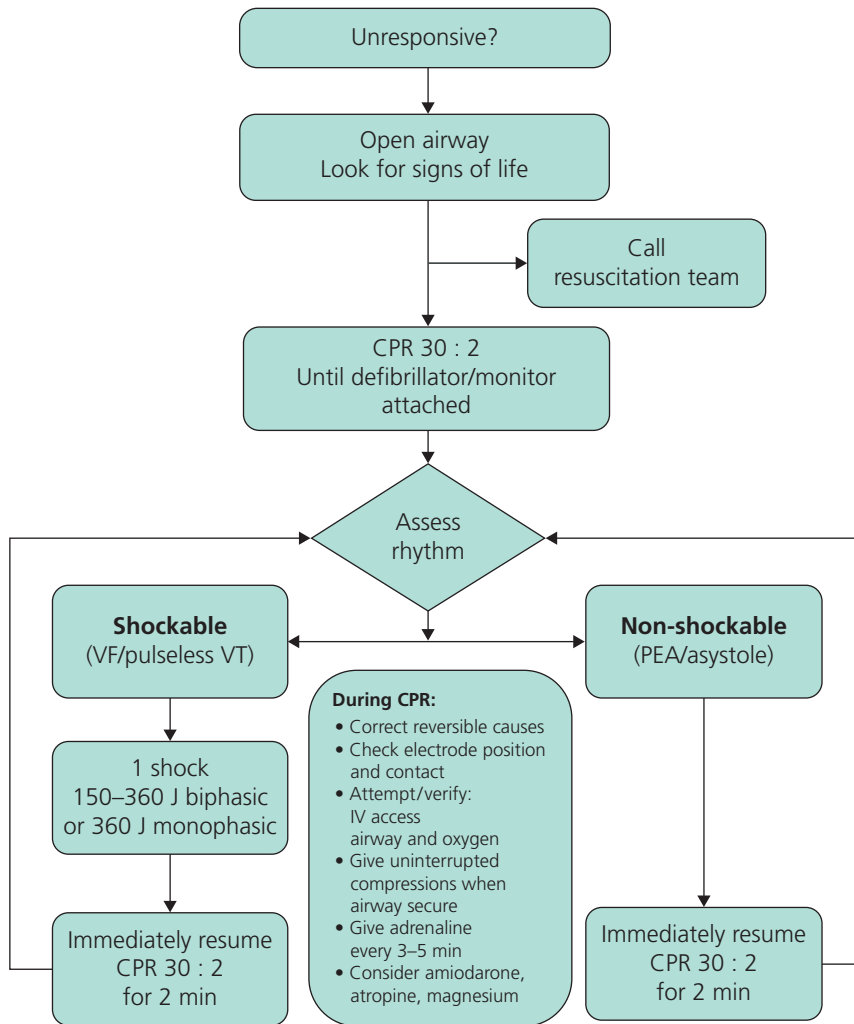 Unresponsive?
Open airway
Look for signs of life
Call
resuscitation team
CPR 30 : 2
Until defibrillator/monitor
attached
Assess
rhythm
Shockable
(VF/pulseless VT)
Non-shockable
(PEA/asystole)
1 shock
150–360 J biphasic
or 360 J monophasic
Immediately resume
CPR 30 : 2
for 2 min
During CPR:
• Correct reversible causes
• Check electrode position
and contact
• Attempt/verify:
IV access
airway and oxygen
• Give uninterrupted
compressions when
airway secure
• Give adrenaline
every 3–5 min
• Consider amiodarone,
atropine, magnesium
Immediately resume
CPR 30 : 2
for 2 min